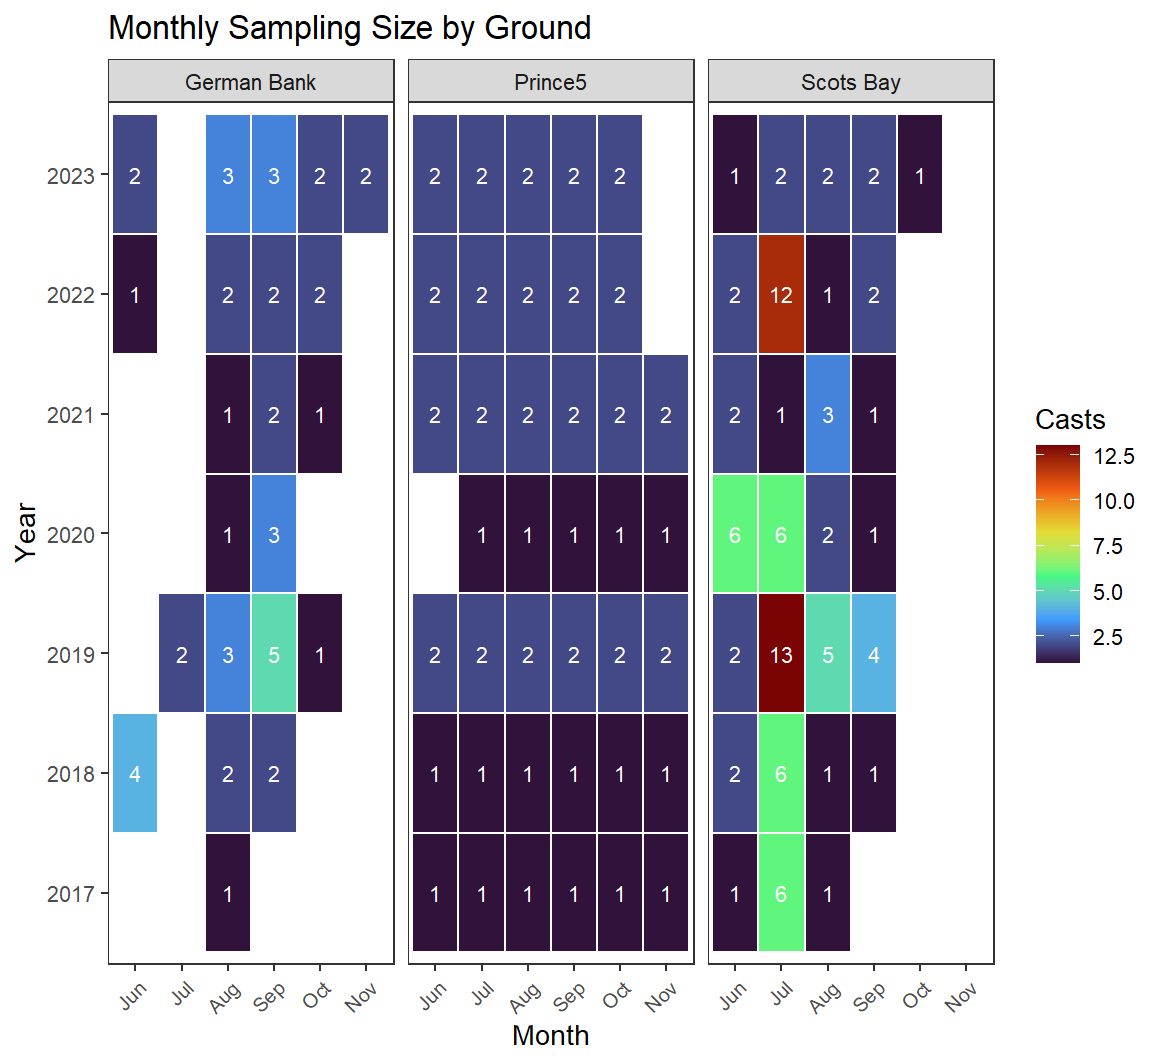 Monthly Sampling Size by Ground
German Bank Prince5 Scots Bay
2023 2 3 3 2 2 2 2 2 2 2 1 2 2 2 1
2022 1 2 2 2 2 2 2 2 2 2 12 1 2
2021 1 2 1 2 2 2 2 2 2 2 1 3 1
2020 1 3 1 1 1 1 1 6 6 2 1
2019 2 3 5 1 2 2 2 2 2 2 2 13 5 4
2018 4 2 2 1 1 1 1 1 1 2 6 1 1
2017 1 1 1 1 1 1 1 1 6 1
Jun Jul Aug Sep Oct Nov Jun Jul Aug Sep Oct Nov Jun Jul Aug Sep Oct Nov
Month
Year
Casts
12.5
10.0
7.5
5.0
2.5